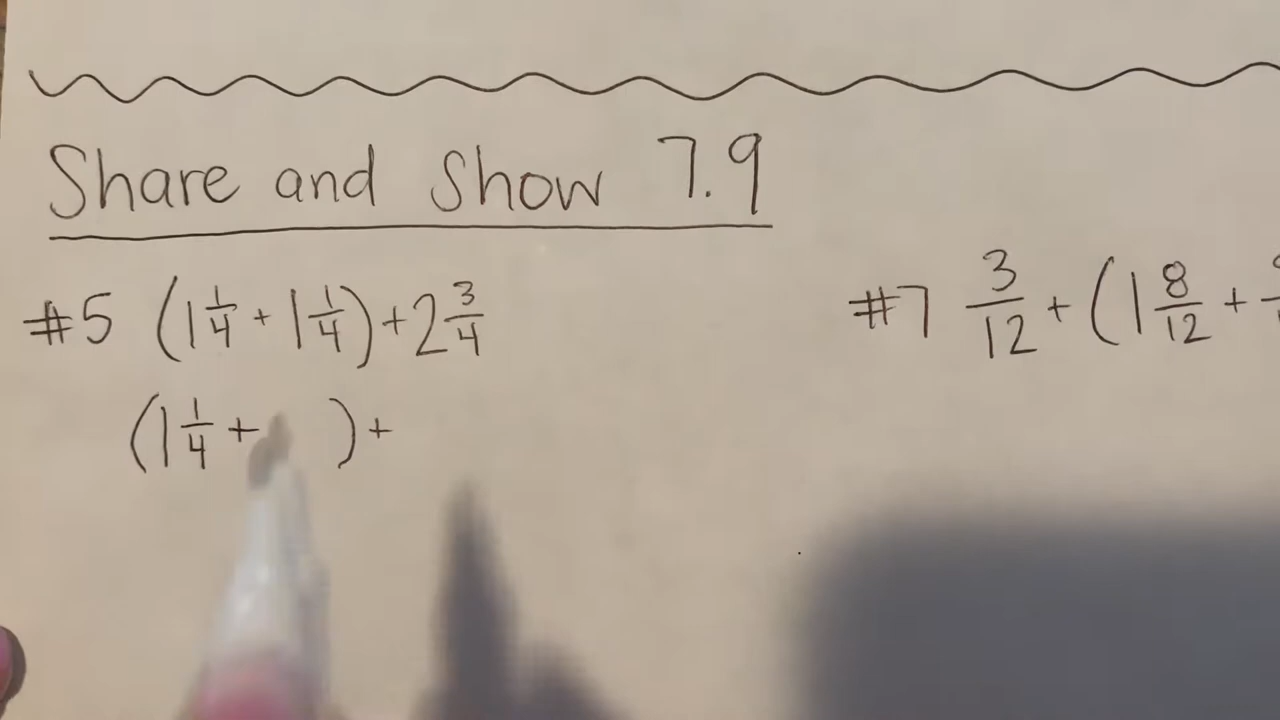 Share and Show 7.9
#5 (1 1/4 + 1 1/4) + 2 3/4
#7 3/12 + (1 8/12 +
(1 1/4 + ) +